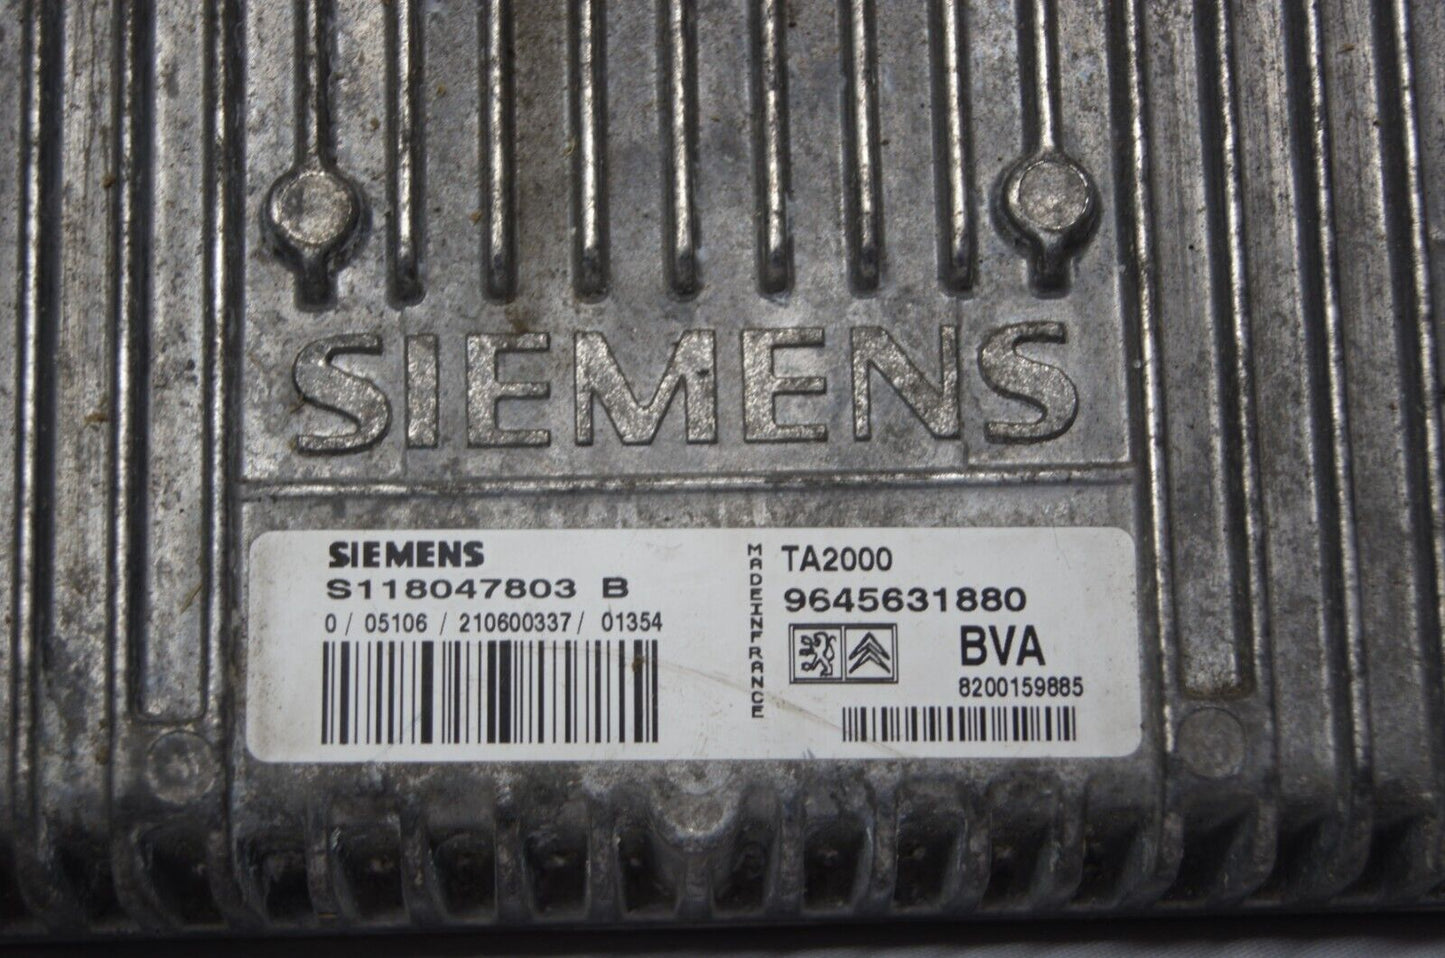 SIEMENS
SIEMENS
S118047803 B
0/ 05106 / 210600337/ 01354
MADEINFRANCE
TA2000
9645631880
BVA
8200159885